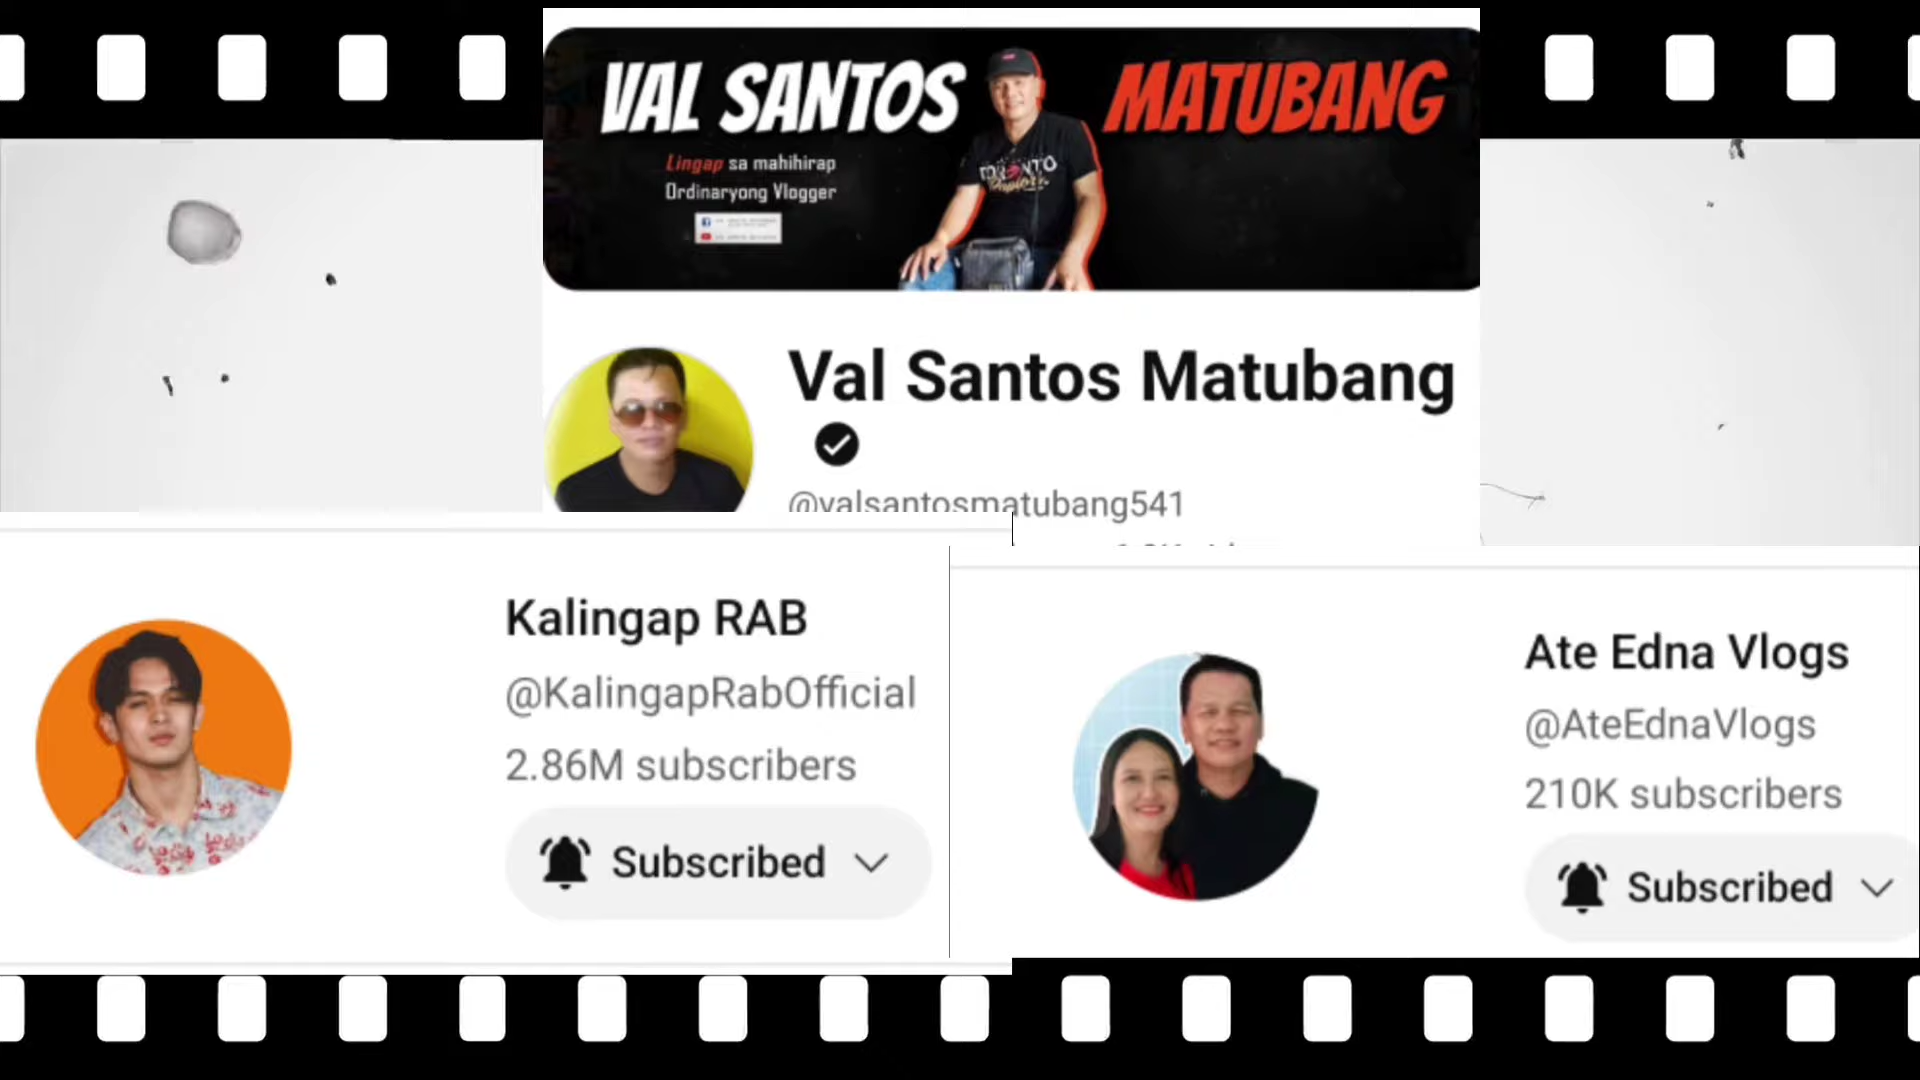 VAL SANTOS MATUBANG
Lingap sa mahihirap
Ordinaryong Vlogger
TORONTO
Val Santos Matubang
@valsantosmatubang541
Kalingap RAB
@KalingapRabOfficial
2.86M subscribers
Subscribed
Ate Edna Vlogs
@AteEdnaVlogs
210K subscribers
Subscribed